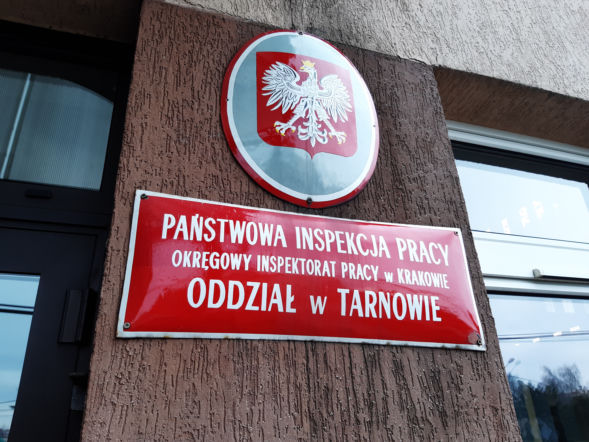 PAŃSTWOWA INSPEKCJA PRACY
OKRĘGOWY INSPEKTORAT PRACY w KRAKOWIE
ODDZIAŁ w TARNOWIE